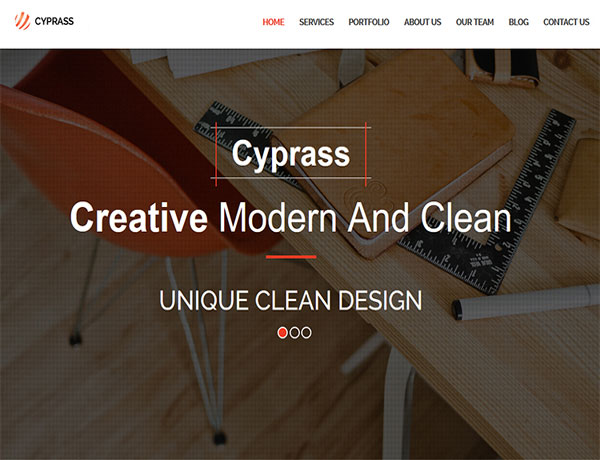 CYPRASS
HOME SERVICES PORTFOLIO ABOUT US OUR TEAM BLOG CONTACT US
Cyprass
Creative Modern And Clean
UNIQUE CLEAN DESIGN